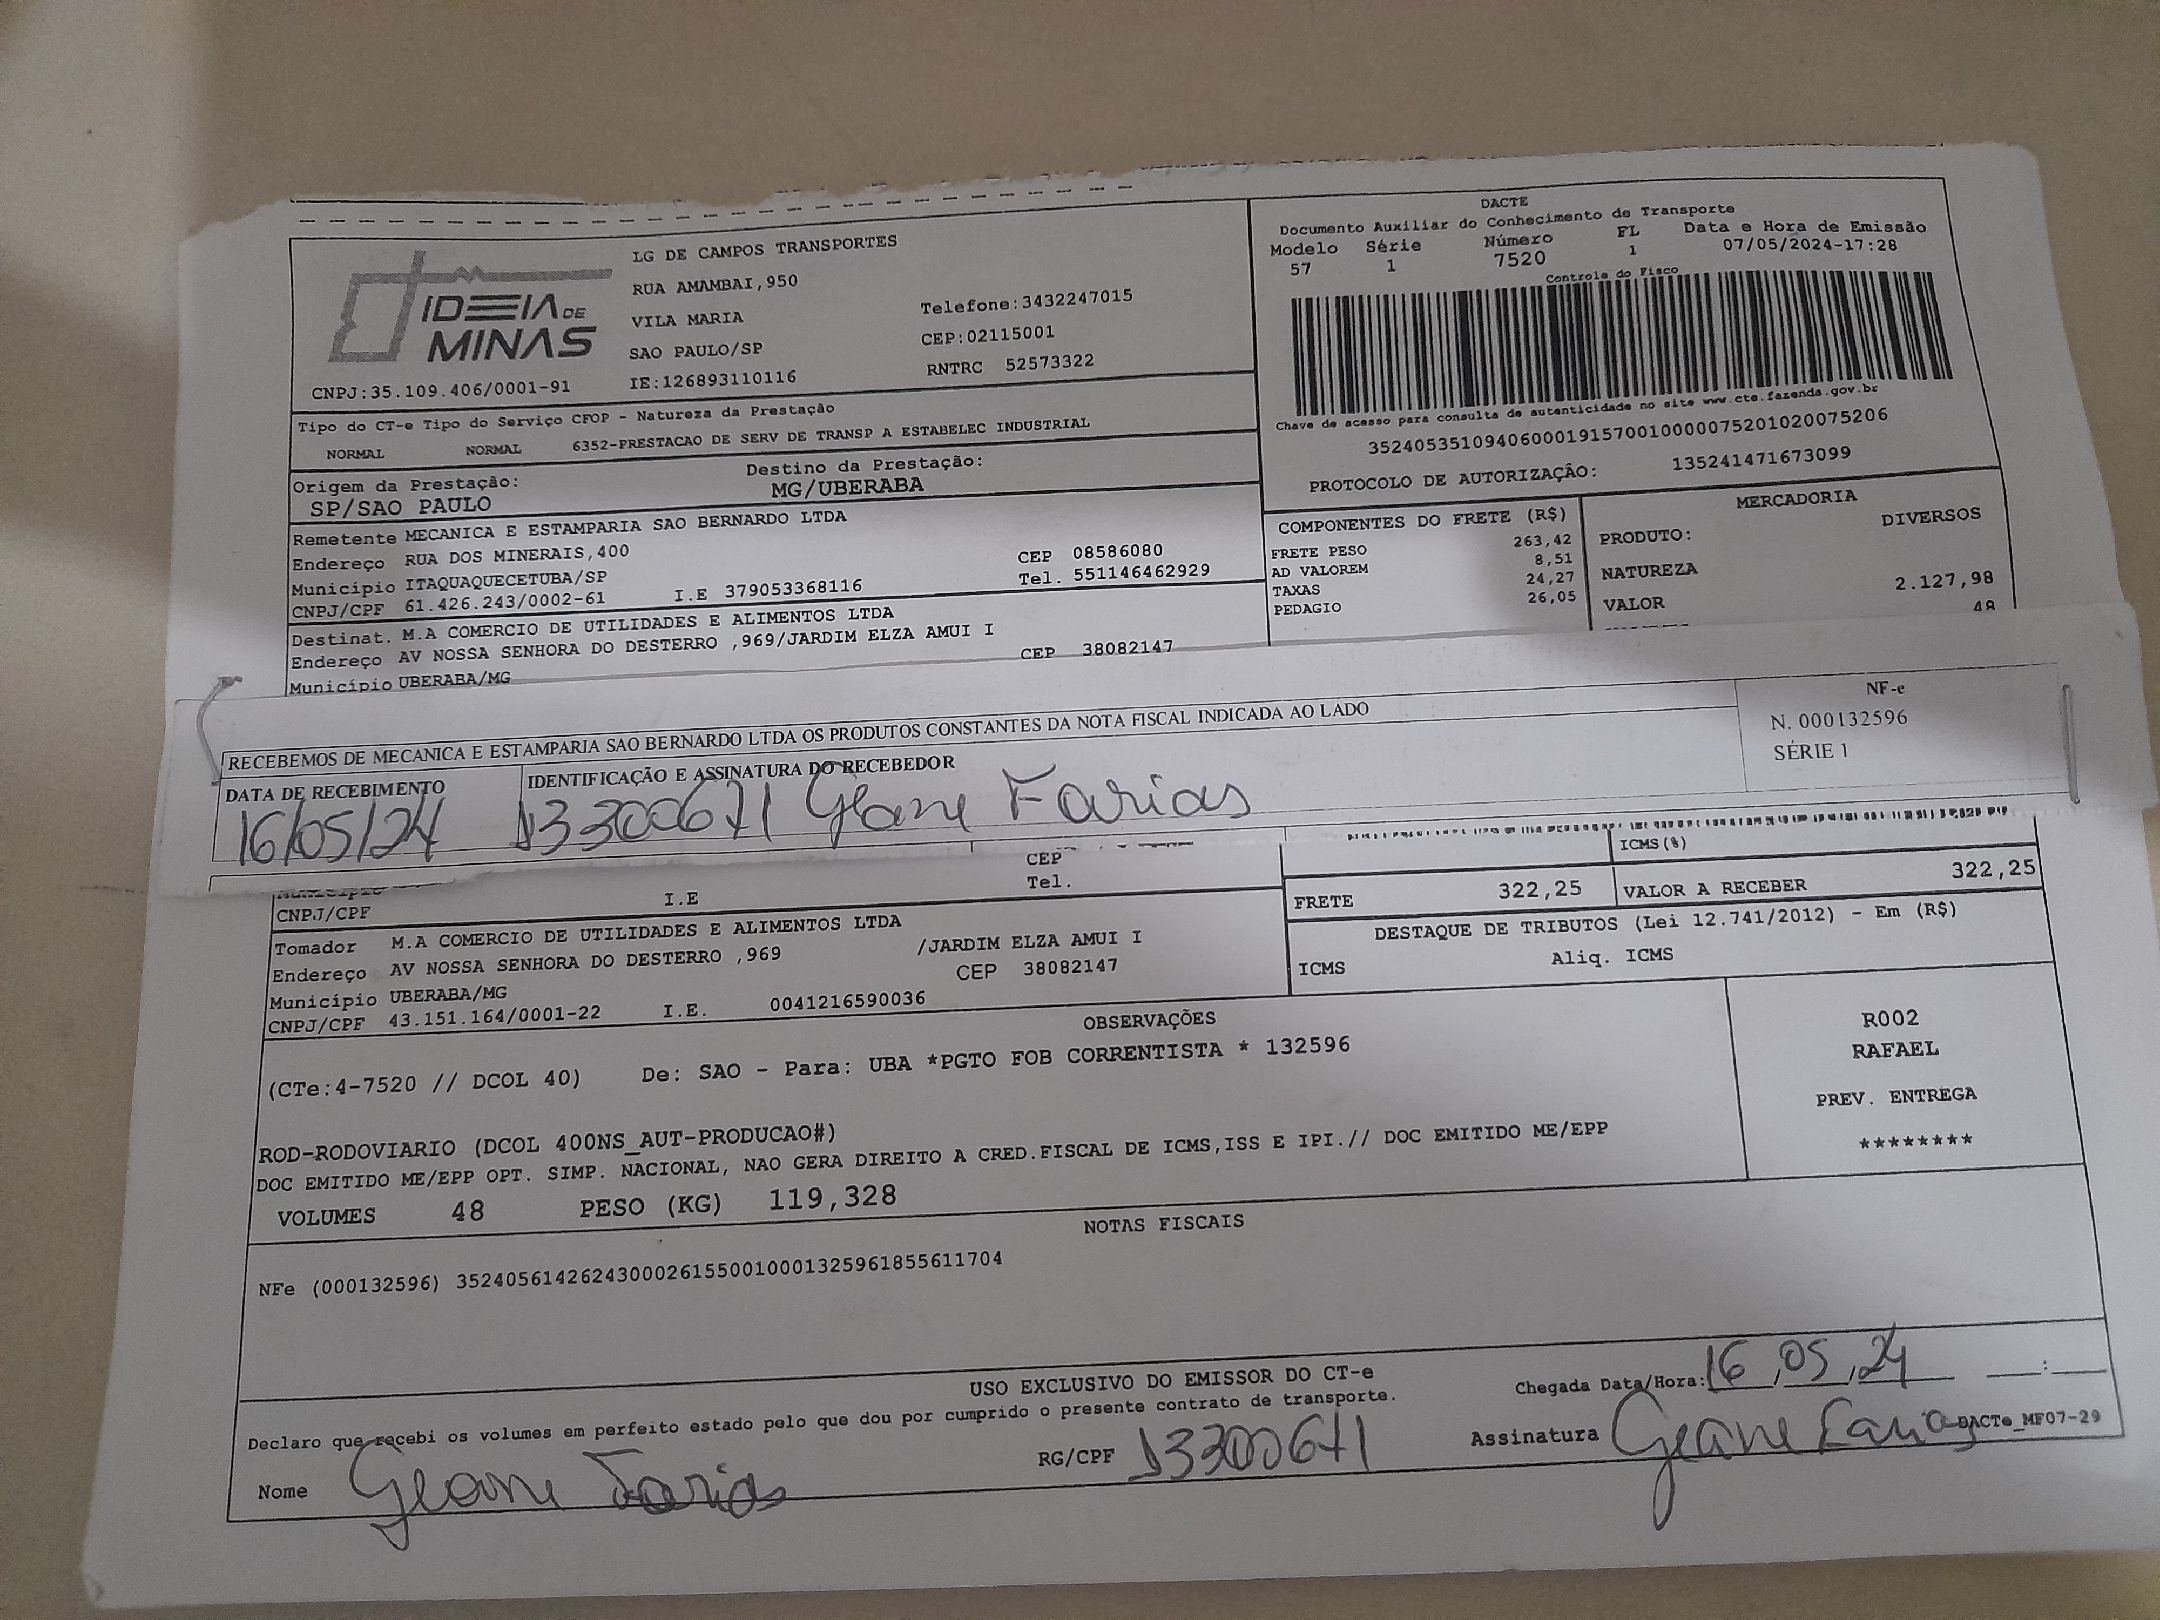 IDEIA DE
MINAS
CNPJ:35.109.406/0001-91
LG DE CAMPOS TRANSPORTES
RUA AMAMBAI,950
VILA MARIA
SAO PAULO/SP
IE:126893110116
Telefone:3432247015
CEP:02115001
RNTRC 52573322
DACTE
Documento Auxiliar do Conhecimento de Transporte
Modelo Série Número FL Data e Hora de Emissão
57 1 7520 1 07/05/2024-17:28
Controle do Fisco
Chave de acesso para consulta de autenticidade no site www.cte.fazenda.gov.br
35240535109406000191570010000075201020075206
PROTOCOLO DE AUTORIZAÇÃO: 135241471673099
Tipo do CT-e Tipo do Serviço CFOP - Natureza da Prestação
NORMAL NORMAL 6352-PRESTACAO DE SERV DE TRANSP A ESTABELEC INDUSTRIAL
Origem da Prestação: Destino da Prestação:
SP/SAO PAULO MG/UBERABA
Remetente MECANICA E ESTAMPARIA SAO BERNARDO LTDA
Endereço RUA DOS MINERAIS,400 CEP 08586080
Município ITAQUAQUECETUBA/SP Tel. 551146462929
CNPJ/CPF 61.426.243/0002-61 I.E 379053368116
Destinat. M.A COMERCIO DE UTILIDADES E ALIMENTOS LTDA
Endereço AV NOSSA SENHORA DO DESTERRO ,969/JARDIM ELZA AMUI I
Município UBERABA/MG CEP 38082147
COMPONENTES DO FRETE (R$)
FRETE PESO 263,42
AD VALOREM 8,51
TAXAS 24,27
PEDAGIO 26,05
MERCADORIA
PRODUTO: DIVERSOS
NATUREZA
VALOR 2.127,98
48
RECEBEMOS DE MECANICA E ESTAMPARIA SAO BERNARDO LTDA OS PRODUTOS CONSTANTES DA NOTA FISCAL INDICADA AO LADO
DATA DE RECEBIMENTO IDENTIFICAÇÃO E ASSINATURA DO RECEBEDOR
16/05/24 13300671 Geane Farias
NF-e
N. 000132596
SÉRIE 1
Município CEP
CNPJ/CPF I.E Tel.
ICMS(%)
FRETE 322,25 VALOR A RECEBER 322,25
Tomador M.A COMERCIO DE UTILIDADES E ALIMENTOS LTDA
Endereço AV NOSSA SENHORA DO DESTERRO ,969 /JARDIM ELZA AMUI I
Município UBERABA/MG CEP 38082147
CNPJ/CPF 43.151.164/0001-22 I.E. 0041216590036
DESTAQUE DE TRIBUTOS (Lei 12.741/2012) - Em (R$)
ICMS Aliq. ICMS
OBSERVAÇÕES
(CTe:4-7520 // DCOL 40) De: SAO - Para: UBA *PGTO FOB CORRENTISTA * 132596
ROD-RODOVIARIO (DCOL 400NS_AUT-PRODUCAO#)
DOC EMITIDO ME/EPP OPT. SIMP. NACIONAL, NAO GERA DIREITO A CRED.FISCAL DE ICMS,ISS E IPI.// DOC EMITIDO ME/EPP
VOLUMES 48 PESO (KG) 119,328
R002
RAFAEL
PREV. ENTREGA
********
NOTAS FISCAIS
NFe (000132596) 35240561426243000261550010001325961855611704
USO EXCLUSIVO DO EMISSOR DO CT-e
Declaro que recebi os volumes em perfeito estado pelo que dou por cumprido o presente contrato de transporte.
Chegada Data/Hora: 16,05,24 :
Nome Geane Farias RG/CPF 13300671 Assinatura Geane Farias
DACTe_MF07-29